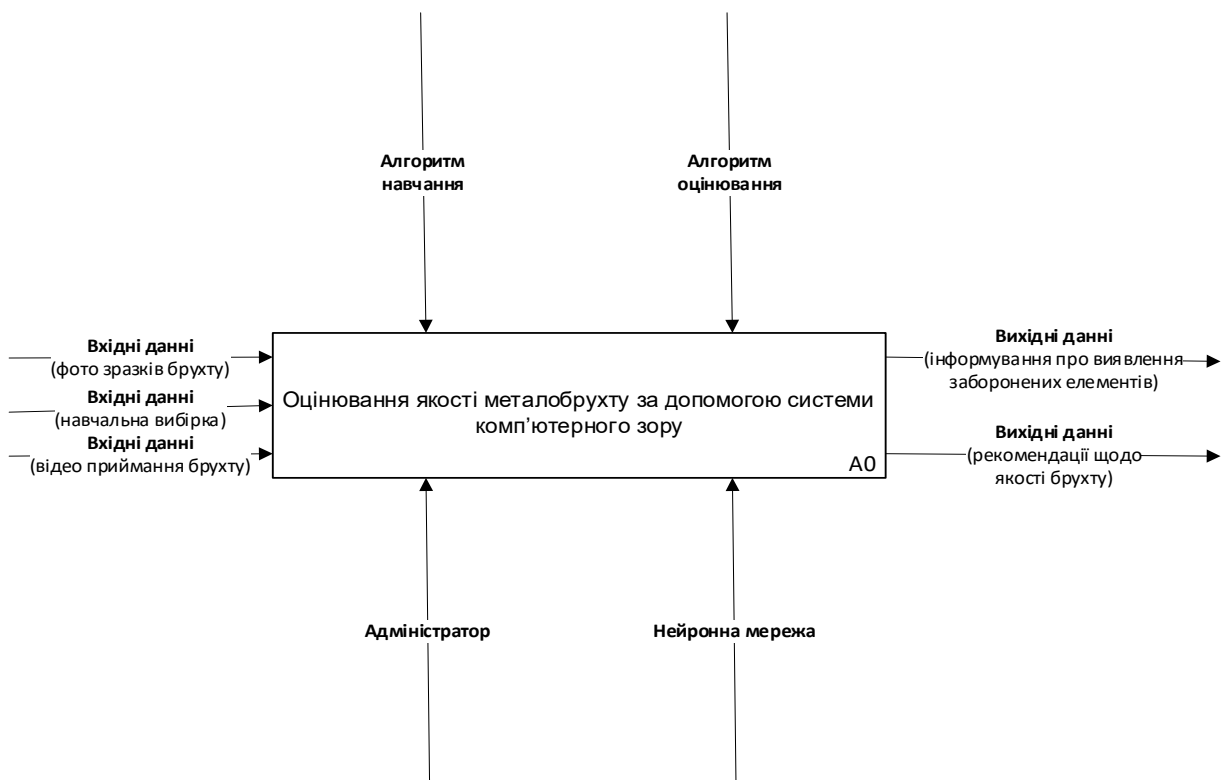 Алгоритм
навчання
Алгоритм
оцінювання
Вхідні данні
(фото зразків брухту)
Вхідні данні
(навчальна вибірка)
Вхідні данні
(відео приймання брухту)
Оцінювання якості металобрухту за допомогою системи
комп’ютерного зору
A0
Вихідні данні
(інформування про виявлення
заборонених елементів)
Вихідні данні
(рекомендації щодо
якості брухту)
Адміністратор
Нейронна мережа